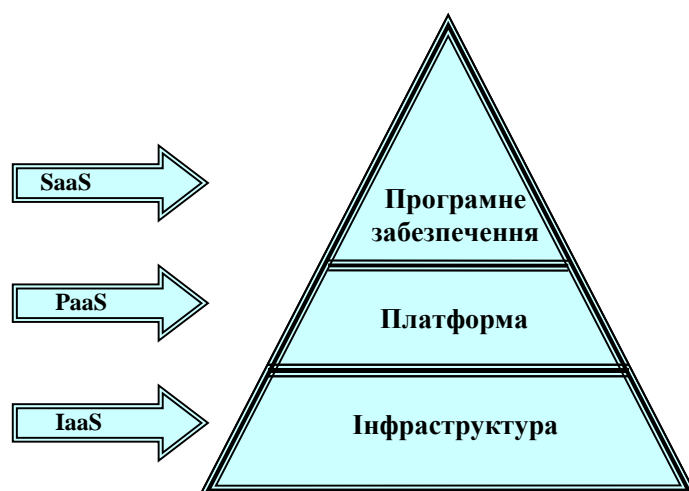 SaaS
Програмне
забезпечення
PaaS
Платформа
IaaS
Інфраструктура